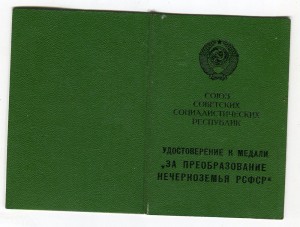 СОЮЗ
СОВЕТСКИХ
СОЦИАЛИСТИЧЕСКИХ
РЕСПУБЛИК
УДОСТОВЕРЕНИЕ К МЕДАЛИ
„ЗА ПРЕОБРАЗОВАНИЕ
НЕЧЕРНОЗЕМЬЯ РСФСР“